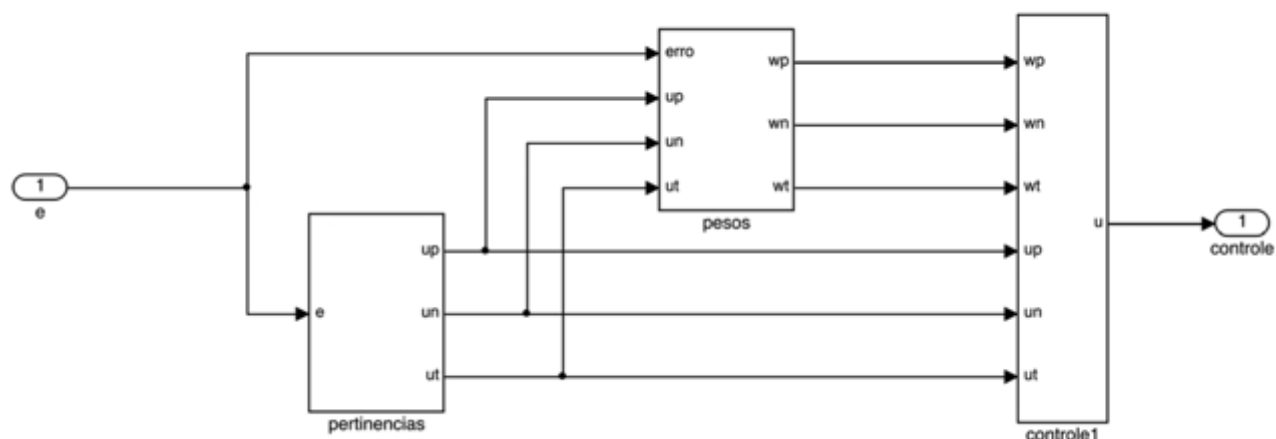 1
e
e
up
un
ut
pertinencias
erro
up
un
ut
wp
wn
wt
pesos
wp
wn
wt
up
un
ut
u
controle1
1
controle